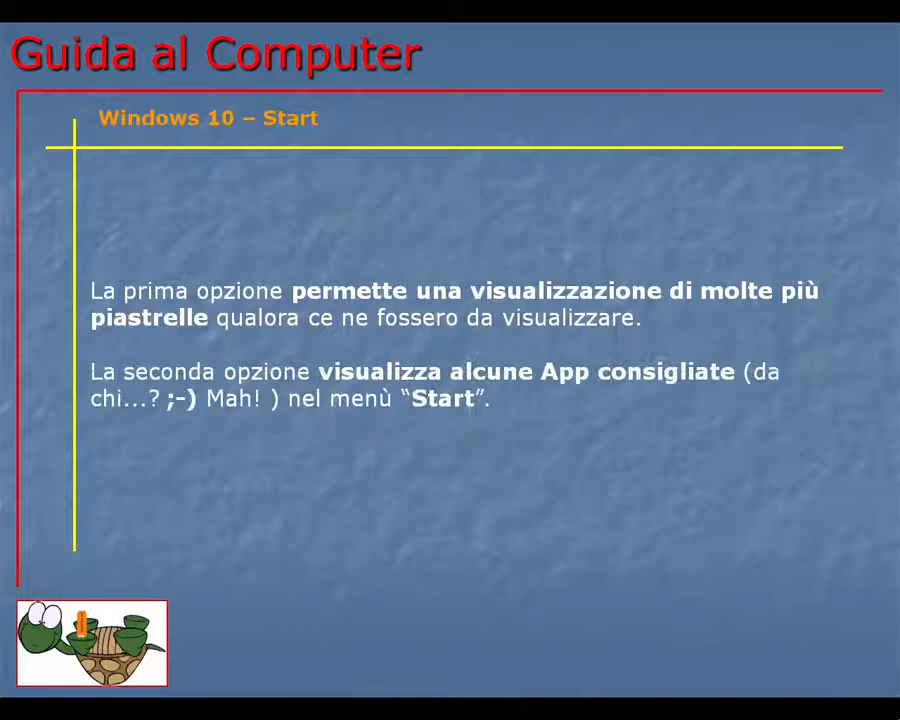 Guida al Computer
Windows 10 – Start
La prima opzione permette una visualizzazione di molte più
piastrelle qualora ce ne fossero da visualizzare.
La seconda opzione visualizza alcune App consigliate (da
chi...? ;-) Mah! ) nel menù “Start”.